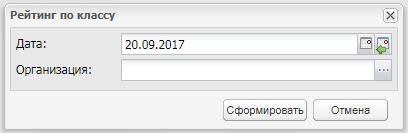 Рейтинг по классу
Дата: 20.09.2017
Организация:
Сформировать Отмена